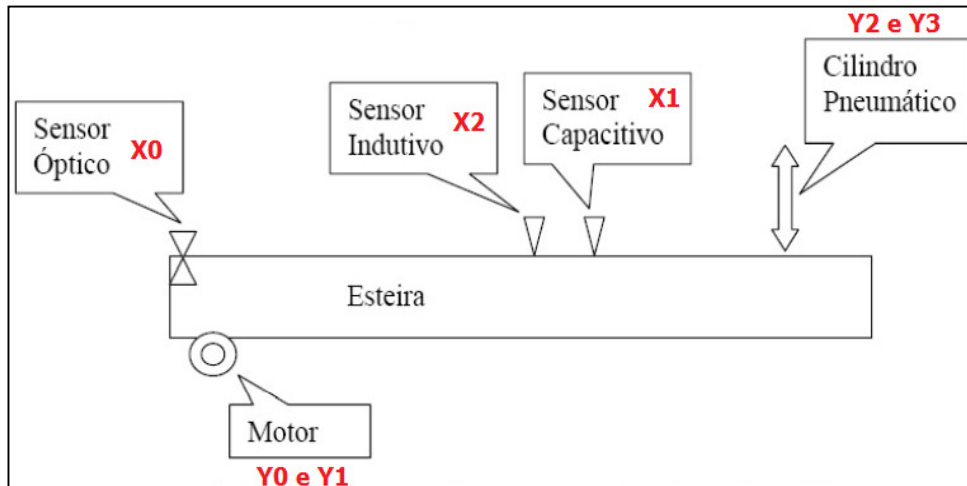 Y2 e Y3
Cilindro
Pneumático
Sensor X1
Capacitivo
Sensor
Indutivo X2
Sensor
Óptico X0
Esteira
Motor
Y0 e Y1